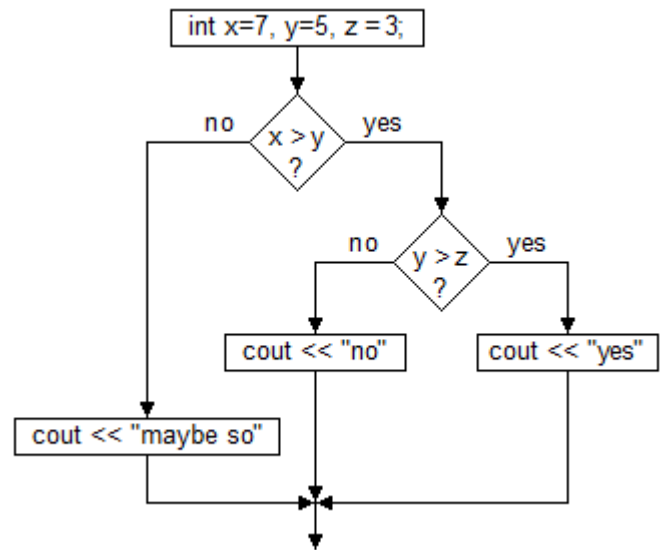 int x=7, y=5, z =3;
no
yes
x > y
?
no
yes
y > z
?
cout << "no"
cout << "yes"
cout << "maybe so"